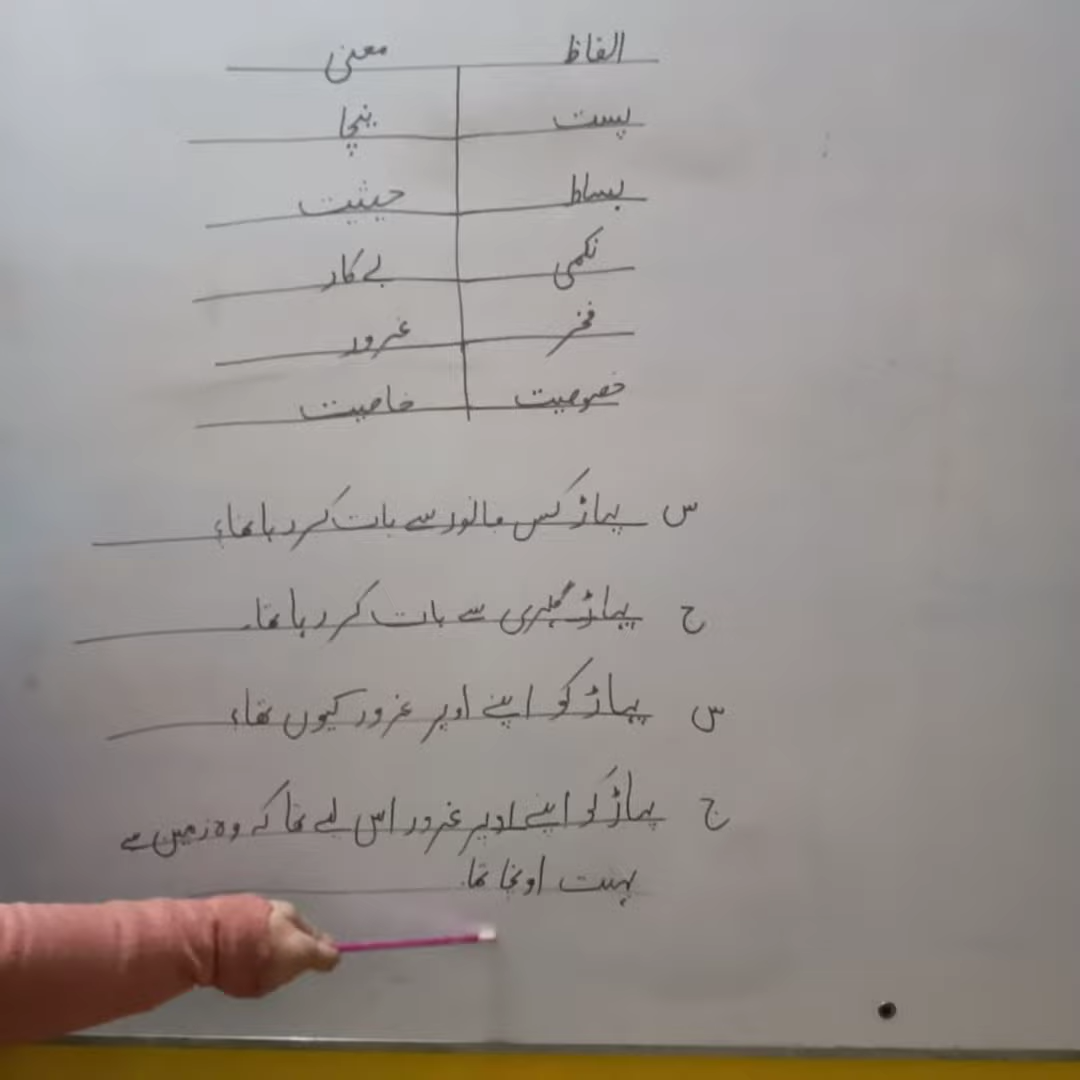 الفاظ معنی
پست نیچا
بساط حیثیت
نکمی بے کار
فخر غرور
خصوصیت خاصیت
س پہاڑ کس جانور سے بات کر رہا تھا؟
ج پہاڑ گلہری سے بات کر رہا تھا۔
س پہاڑ کو اپنے اوپر غرور کیوں تھا؟
ج پہاڑ کو اپنے اوپر غرور اس لیے تھا کہ وہ زمین سے
بہت اونچا تھا۔